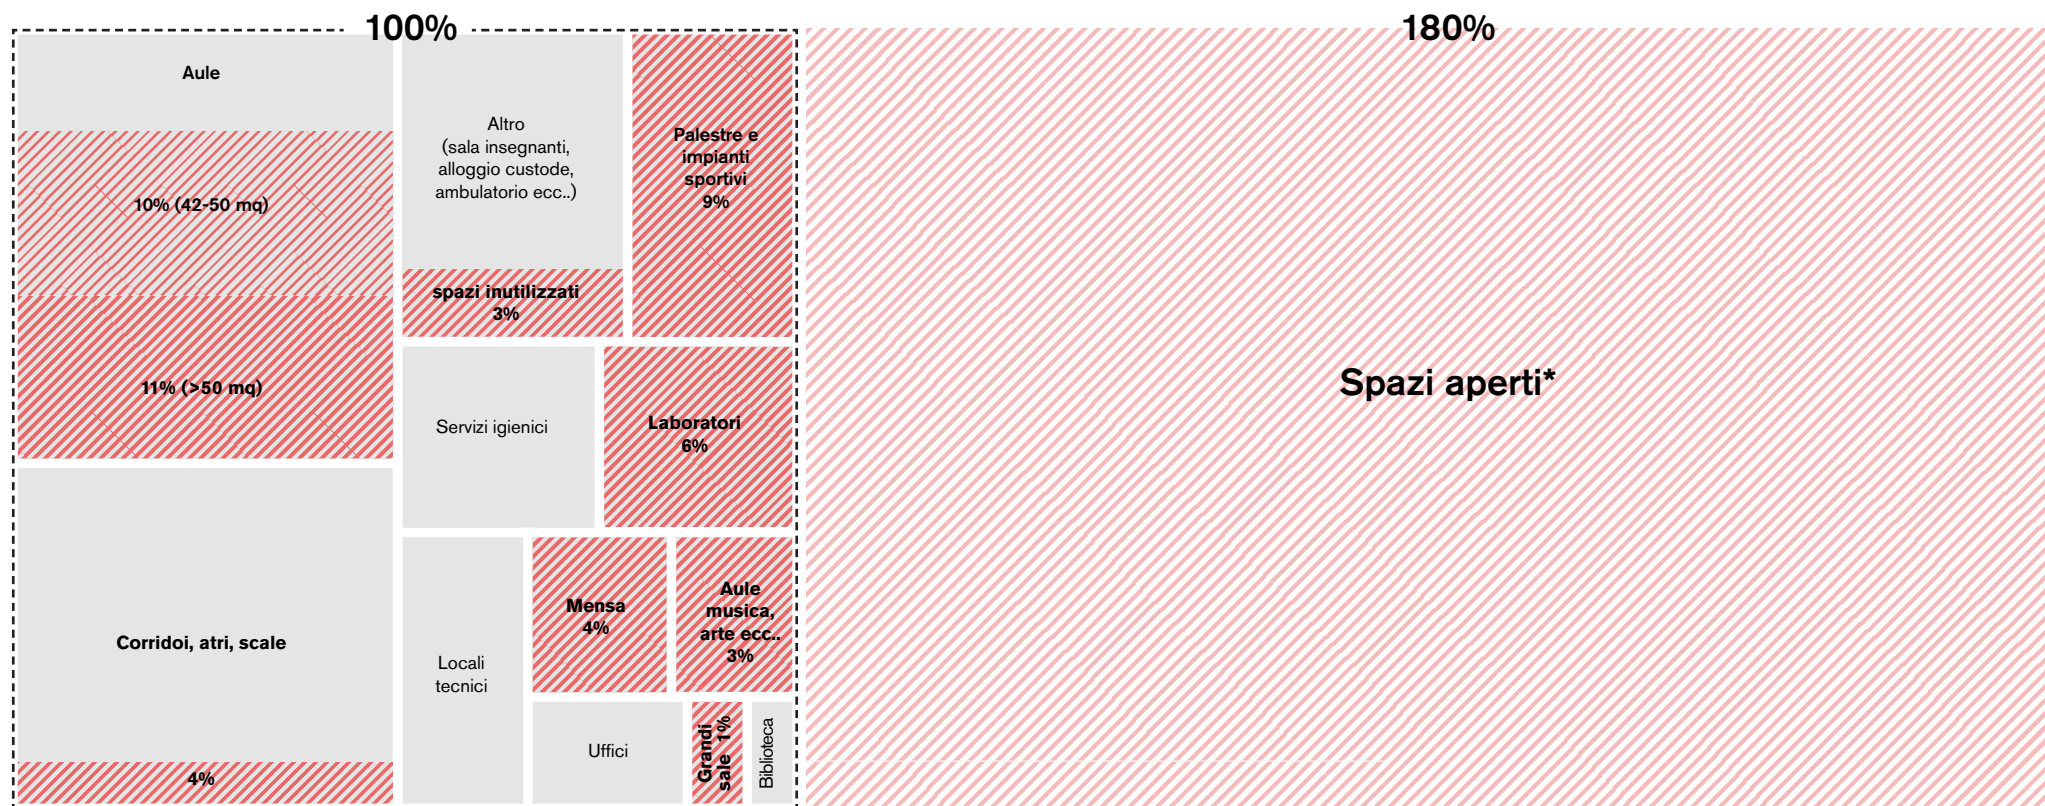 100%
180%
Aule
10% (42-50 mq)
11% (>50 mq)
Corridoi, atri, scale
4%
Altro
(sala insegnanti,
alloggio custode,
ambulatorio ecc..)
spazi inutilizzati
3%
Palestre e
impianti
sportivi
9%
Servizi igienici
Laboratori
6%
Locali
tecnici
Mensa
4%
Aule
musica,
arte ecc..
3%
Uffici
Grandi
sale 1%
Biblioteca
Spazi aperti*